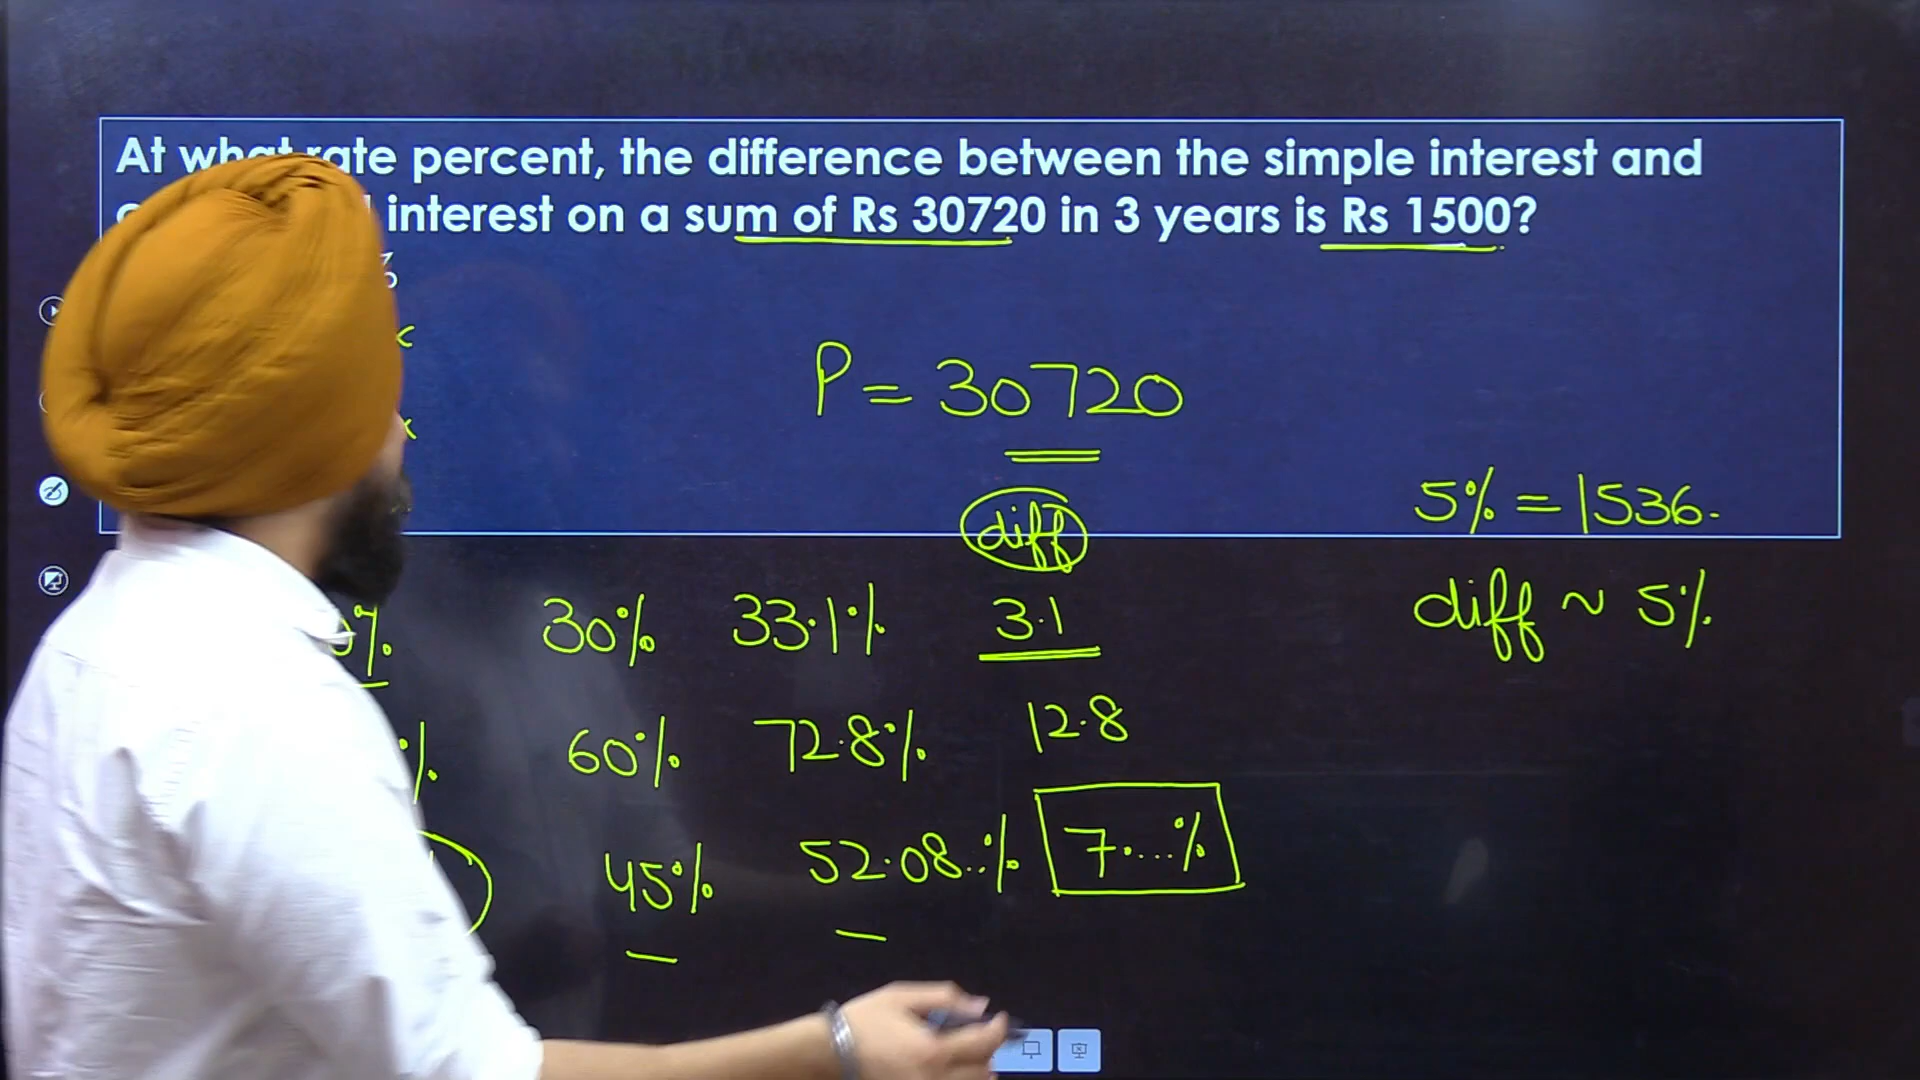 At what rate percent, the difference between the simple interest and
interest on a sum of Rs 30720 in 3 years is Rs 1500?
P = 30720
5% = 1536.
diff
diff ~ 5%
30% 33.1% 3.1
60% 72.8% 12.8
45% 52.08..% 7....%